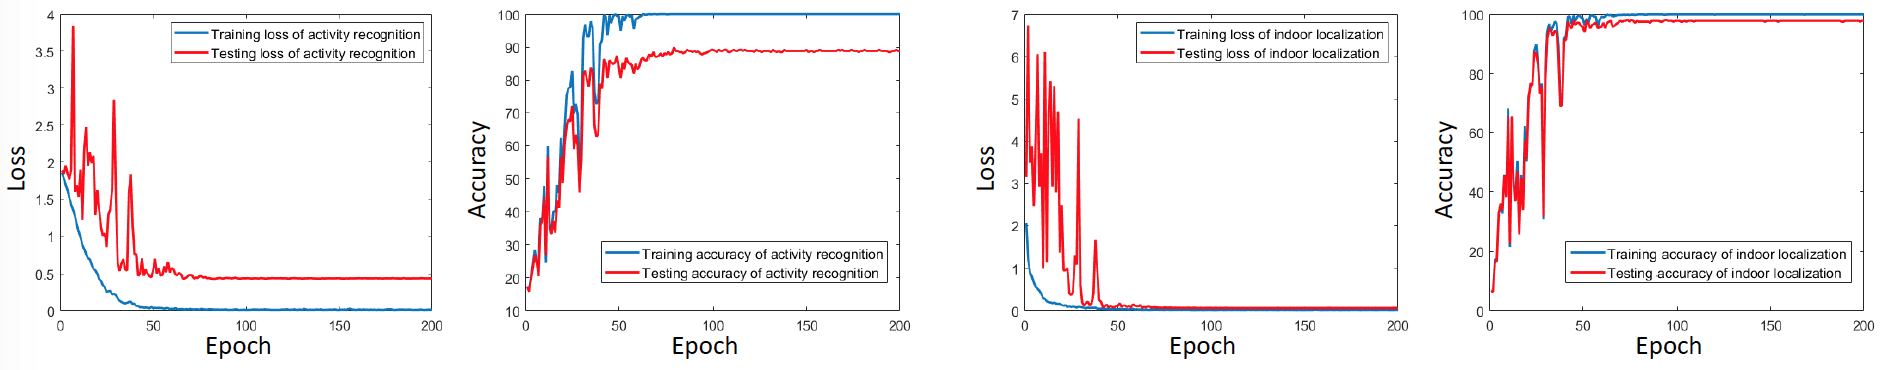 4
3.5
3
2.5
2
1.5
1
0.5
0
0 50 100 150 200
Loss
Epoch
Training loss of activity recognition
Testing loss of activity recognition
100
90
80
70
60
50
40
30
20
10
0 50 100 150 200
Accuracy
Epoch
Training accuracy of activity recognition
Testing accuracy of activity recognition
7
6
5
4
3
2
1
0
0 50 100 150 200
Loss
Epoch
Training loss of indoor localization
Testing loss of indoor localization
100
80
60
40
20
0
0 50 100 150 200
Accuracy
Epoch
Training accuracy of indoor localization
Testing accuracy of indoor localization